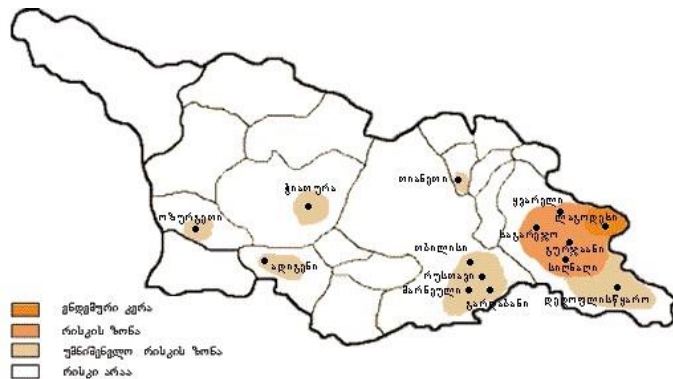 თიანეთი
ჭიათურა
ყვარელი
ლაგოდეხი
ოზურგეთი
საგარეჯო
გურჯაანი
თბილისი
ადიგენი
სიღნაღი
რუსთავი
მარნეული
გარდაბანი
დედოფლისწყარო
ენდემური კერა
რისკის ზონა
უმნიშვნელო რისკის ზონა
რისკი არაა